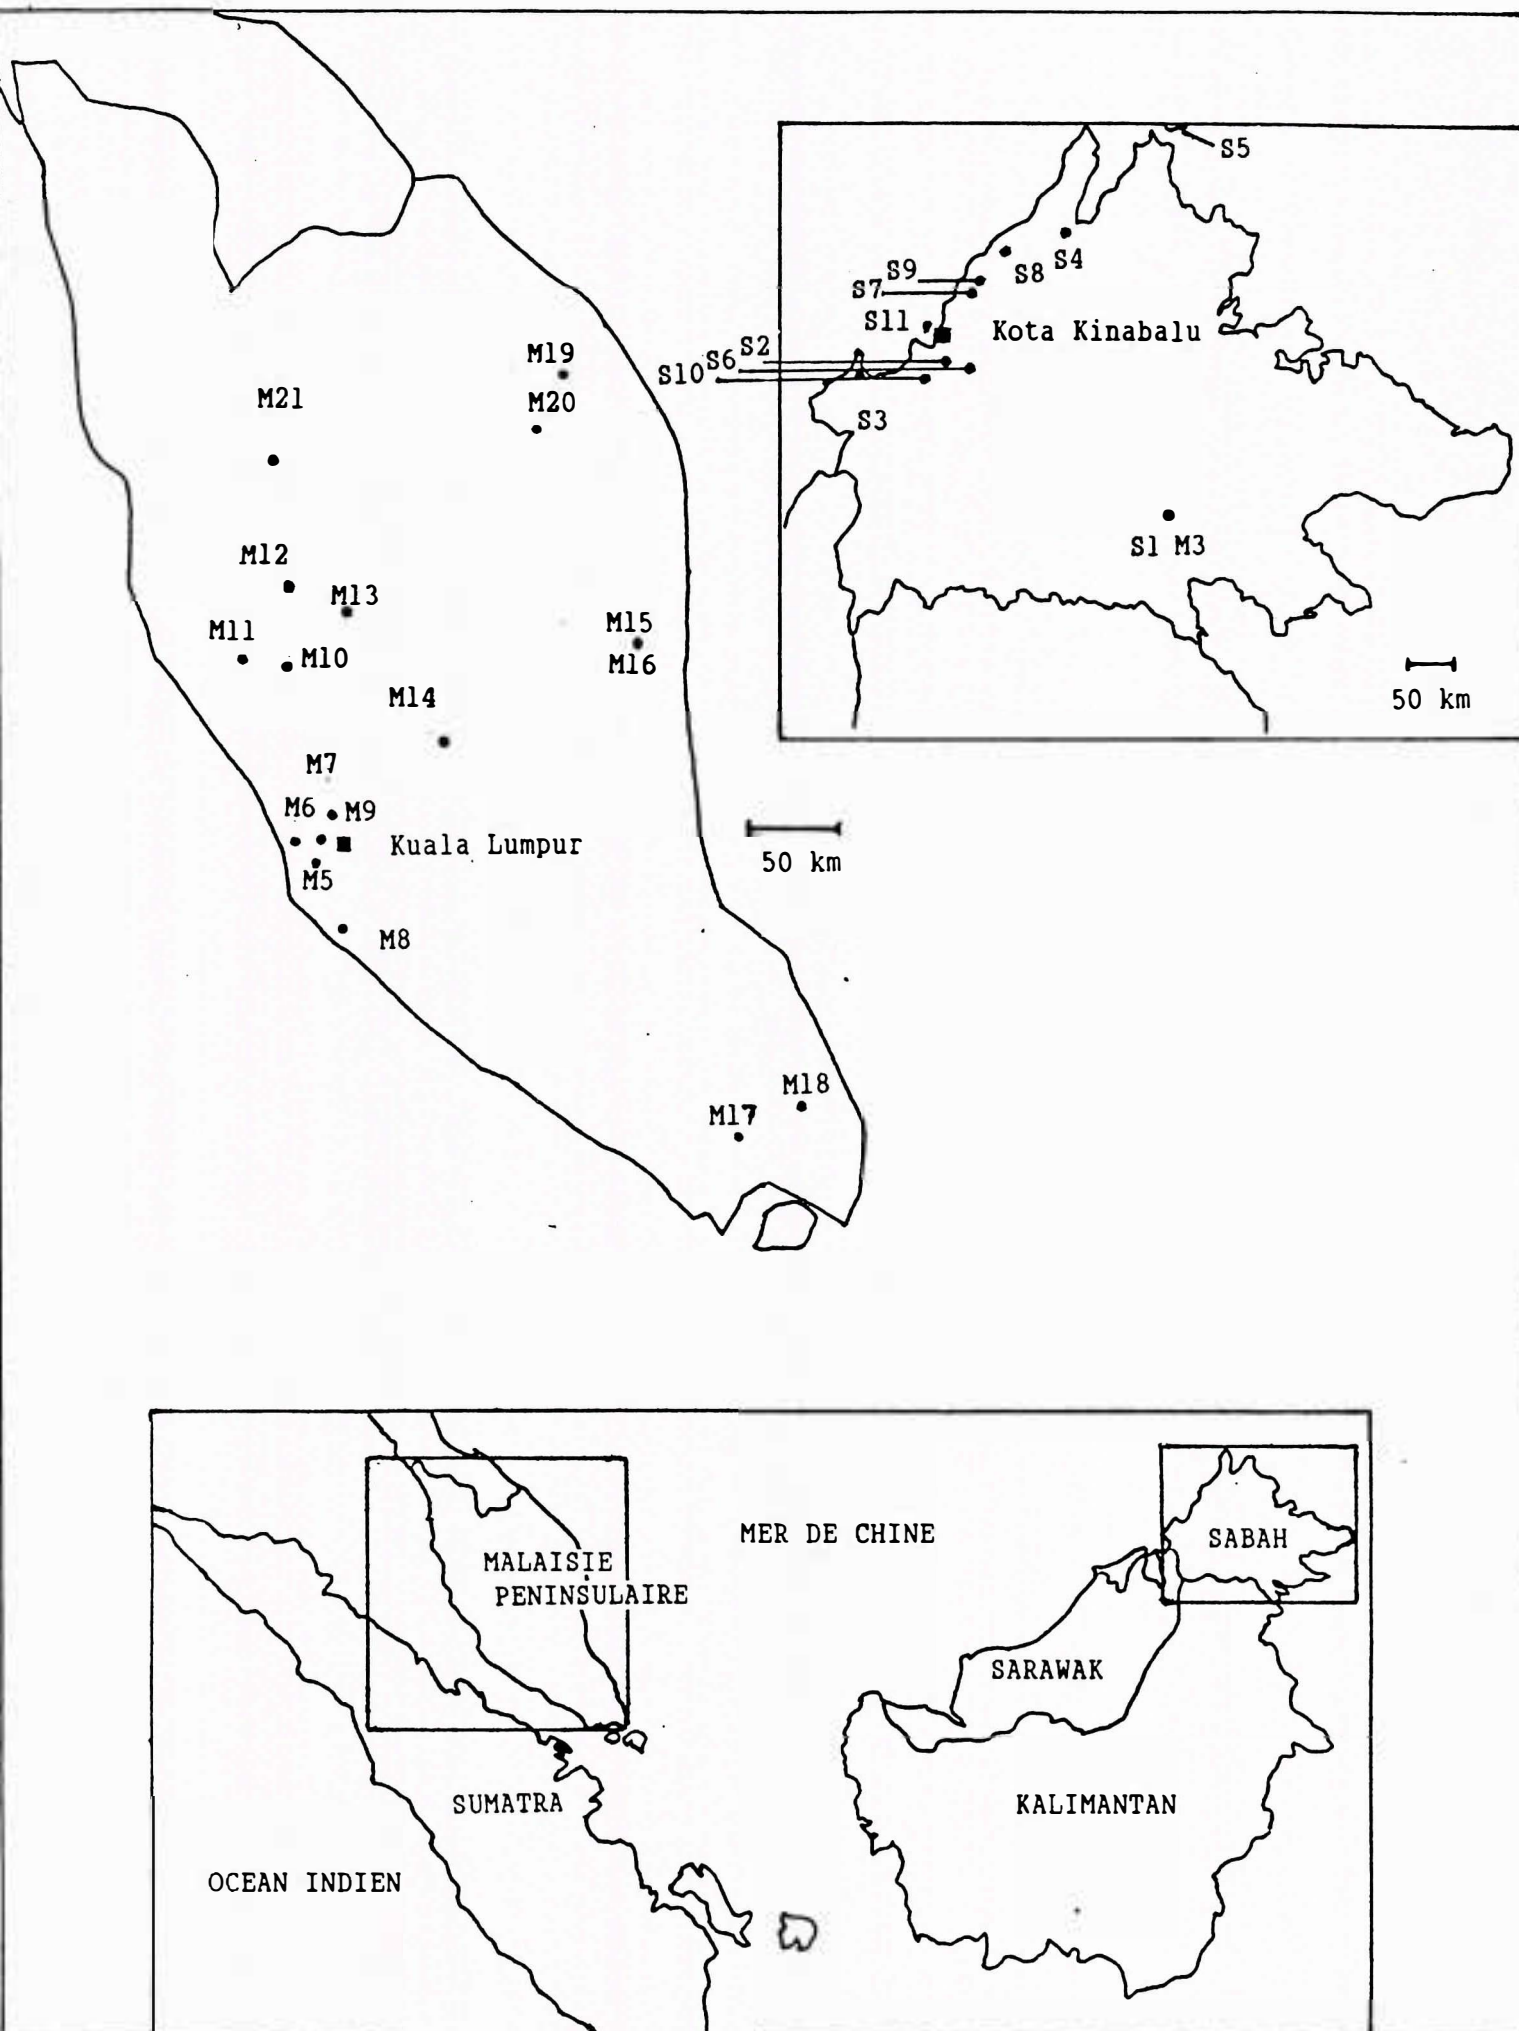 S5
S4
S8
S9
S7
S11
Kota Kinabalu
S2
S6
S10
S3
S1 M3
50 km
M19
M20
M21
M12
M13
M11
M10
M15
M16
M14
M7
M6
M9
Kuala Lumpur
M5
M8
50 km
M18
M17
MER DE CHINE
SABAH
MALAISIE
PENINSULAIRE
SARAWAK
SUMATRA
KALIMANTAN
OCEAN INDIEN